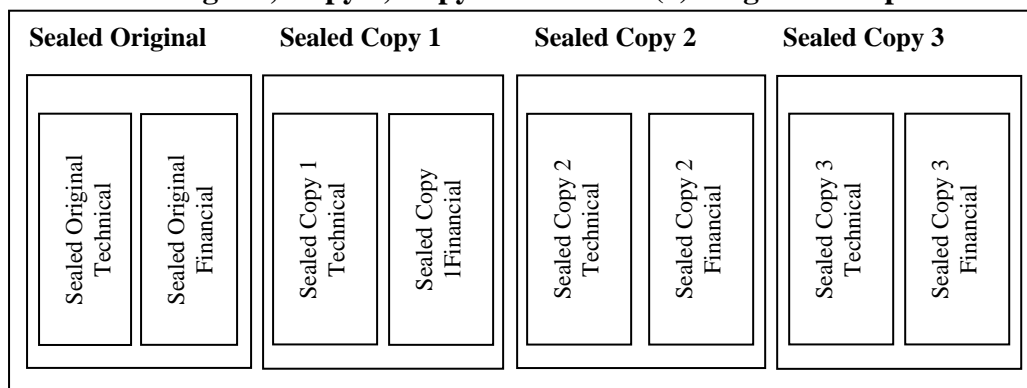 Sealed Original
Sealed Copy 1
Sealed Copy 2
Sealed Copy 3
Sealed Original
Technical
Sealed Original
Financial
Sealed Copy 1
Technical
Sealed Copy
1Financial
Sealed Copy 2
Technical
Sealed Copy 2
Financial
Sealed Copy 3
Technical
Sealed Copy 3
Financial